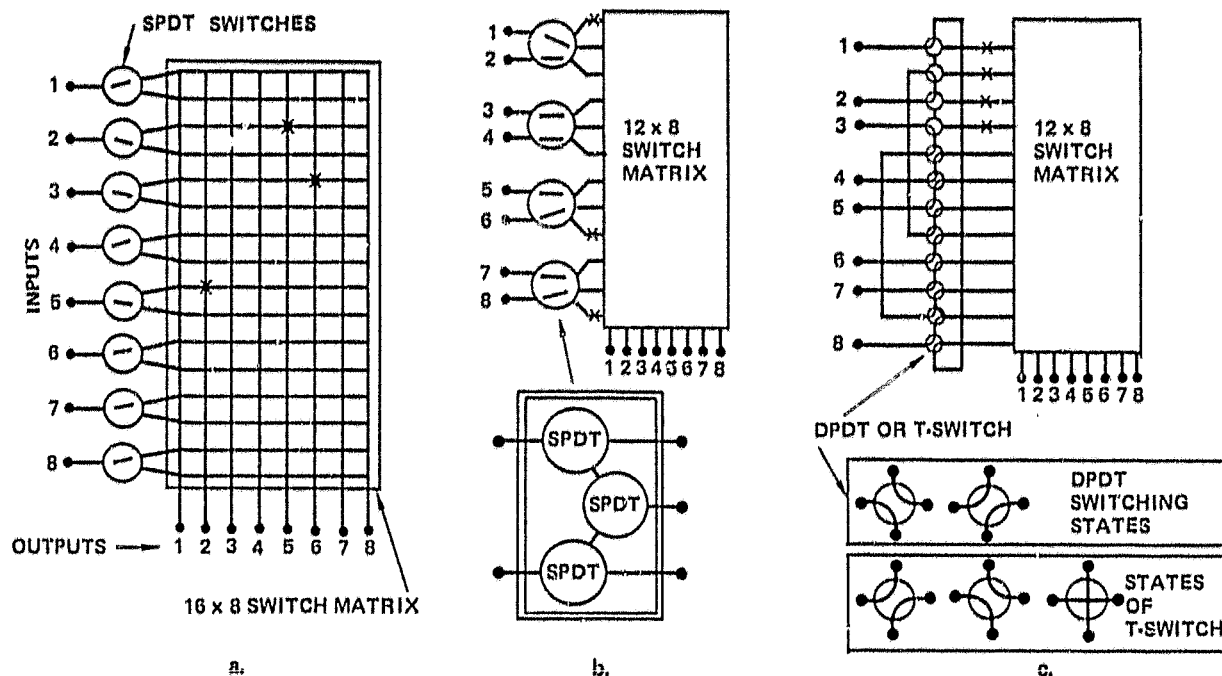 SPDT SWITCHES
INPUTS
1
2
3
4
5
6
7
8
OUTPUTS
1 2 3 4 5 6 7 8
16 x 8 SWITCH MATRIX
a.
1
2
3
4
5
6
7
8
12 x 8
SWITCH
MATRIX
1 2 3 4 5 6 7 8
SPDT
SPDT
SPDT
b.
1
2
3
4
5
6
7
8
12 x 8
SWITCH
MATRIX
1 2 3 4 5 6 7 8
DPDT OR T-SWITCH
DPDT
SWITCHING
STATES
STATES
OF
T-SWITCH
c.